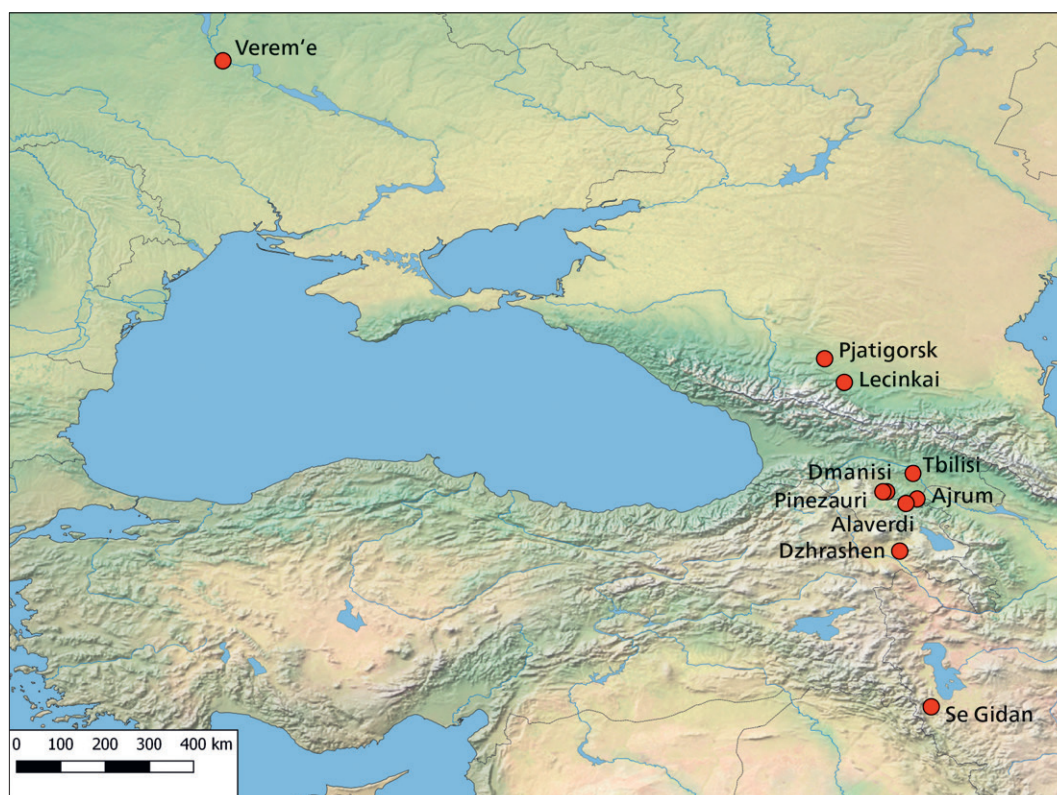 Verem‘e
Pjatigorsk
Lecinkai
Tbilisi
Dmanisi
Pinezauri
Ajrum
Alaverdi
Dzhrashen
Se Gidan
0 100 200 300 400 km